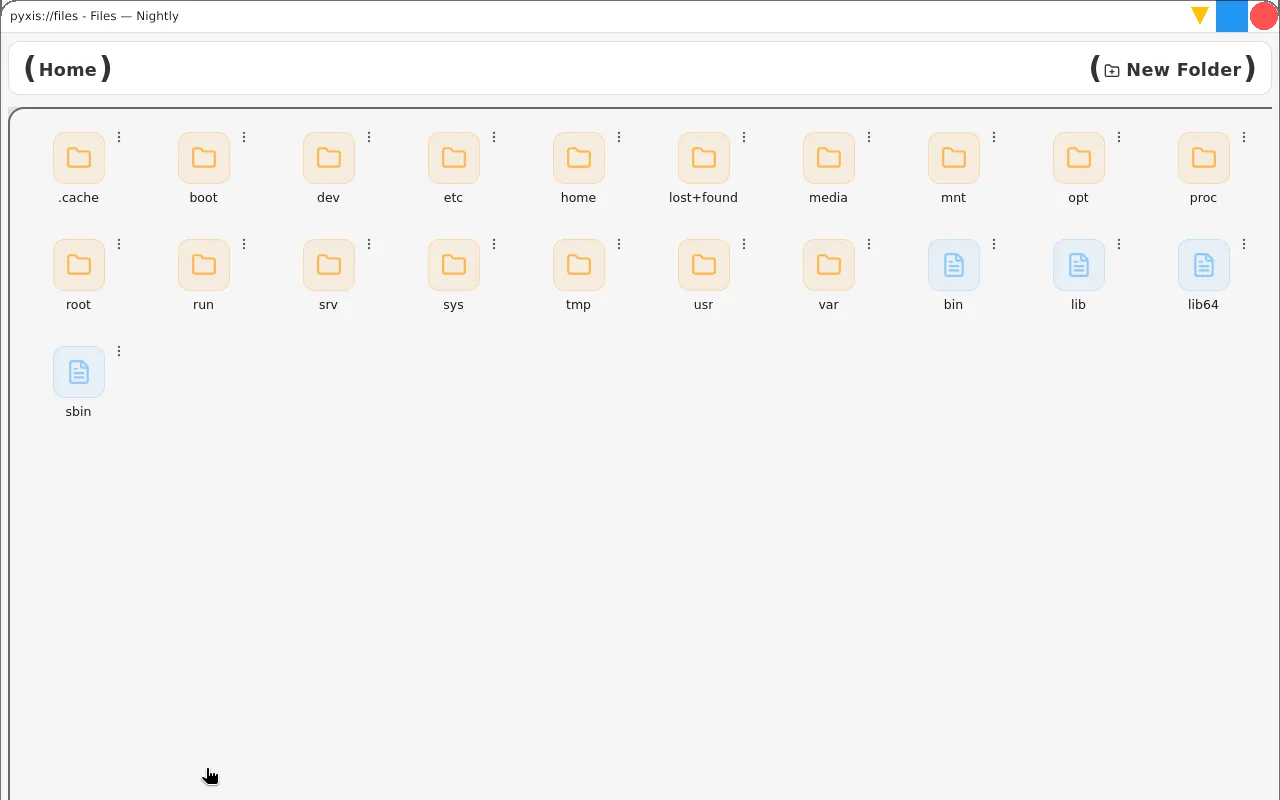 pyxis://files - Files — Nightly
(Home)
(New Folder)
.cache boot dev etc home lost+found media mnt opt proc
root run srv sys tmp usr var bin lib lib64
sbin